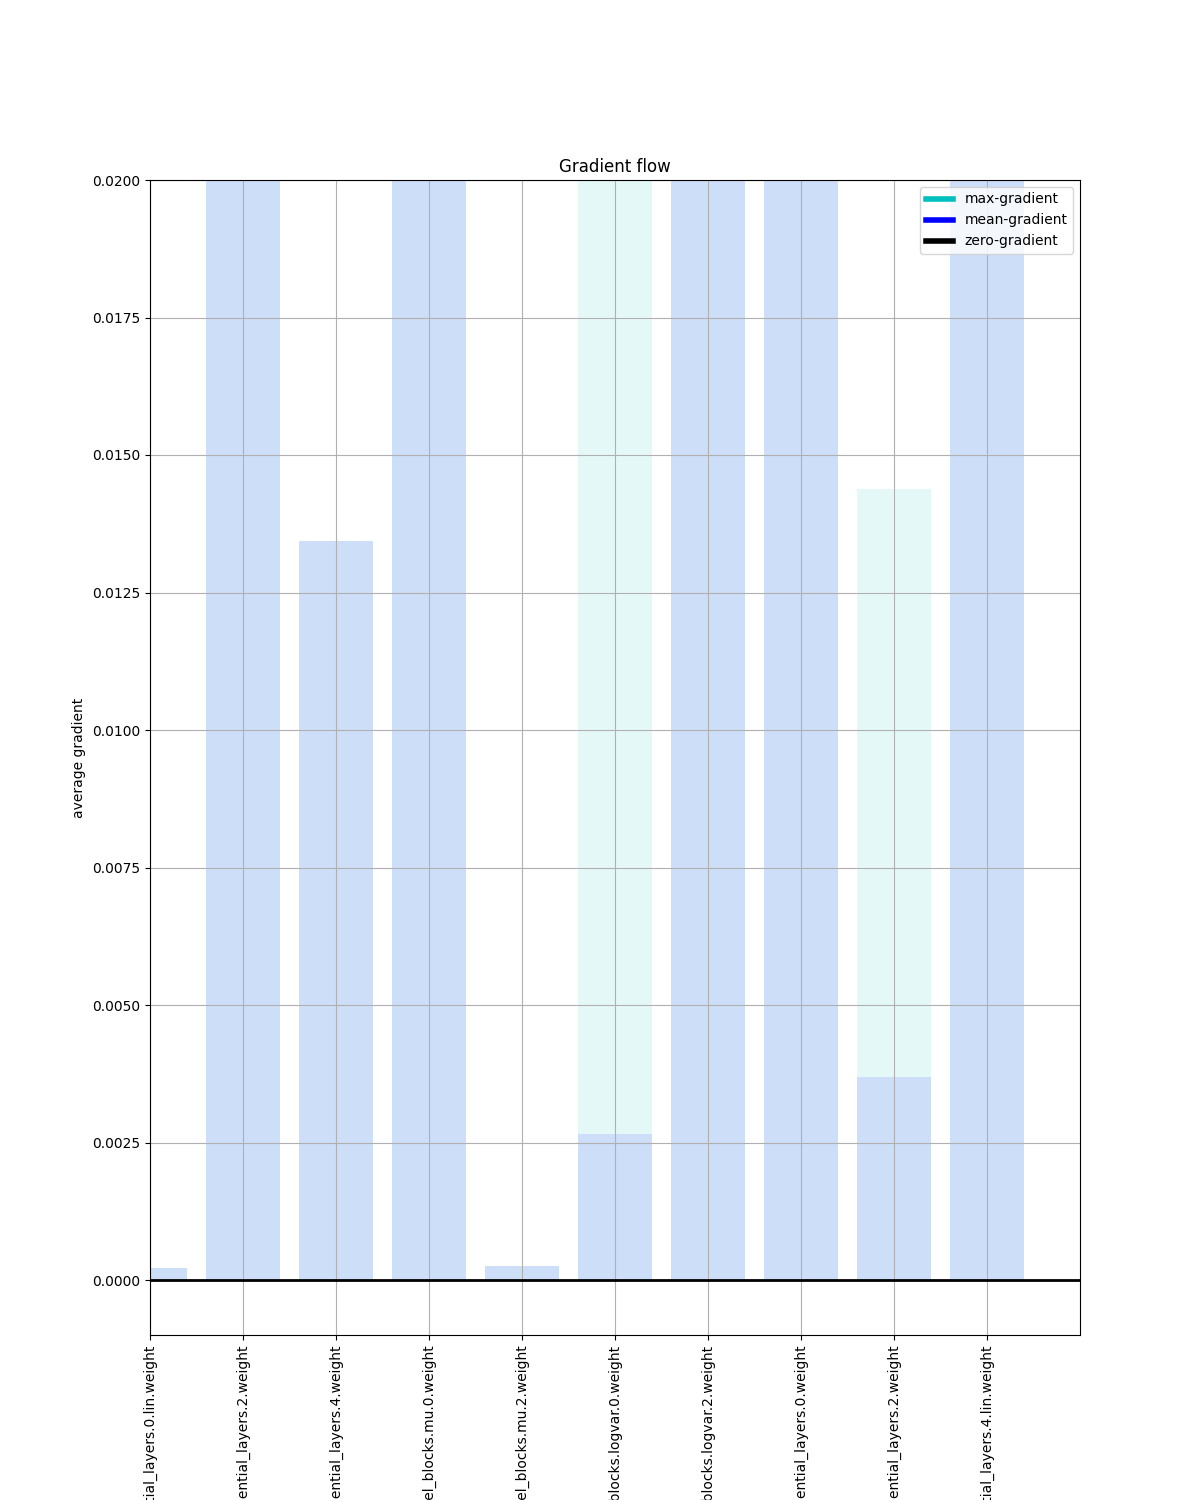 Gradient flow
max-gradient
mean-gradient
zero-gradient
0.0200
0.0175
0.0150
0.0125
0.0100
0.0075
0.0050
0.0025
0.0000
average gradient
tial_layers.0.lin.weight
ential_layers.2.weight
ential_layers.4.weight
el_blocks.mu.0.weight
el_blocks.mu.2.weight
blocks.logvar.0.weight
blocks.logvar.2.weight
ential_layers.0.weight
ential_layers.2.weight
tial_layers.4.lin.weight